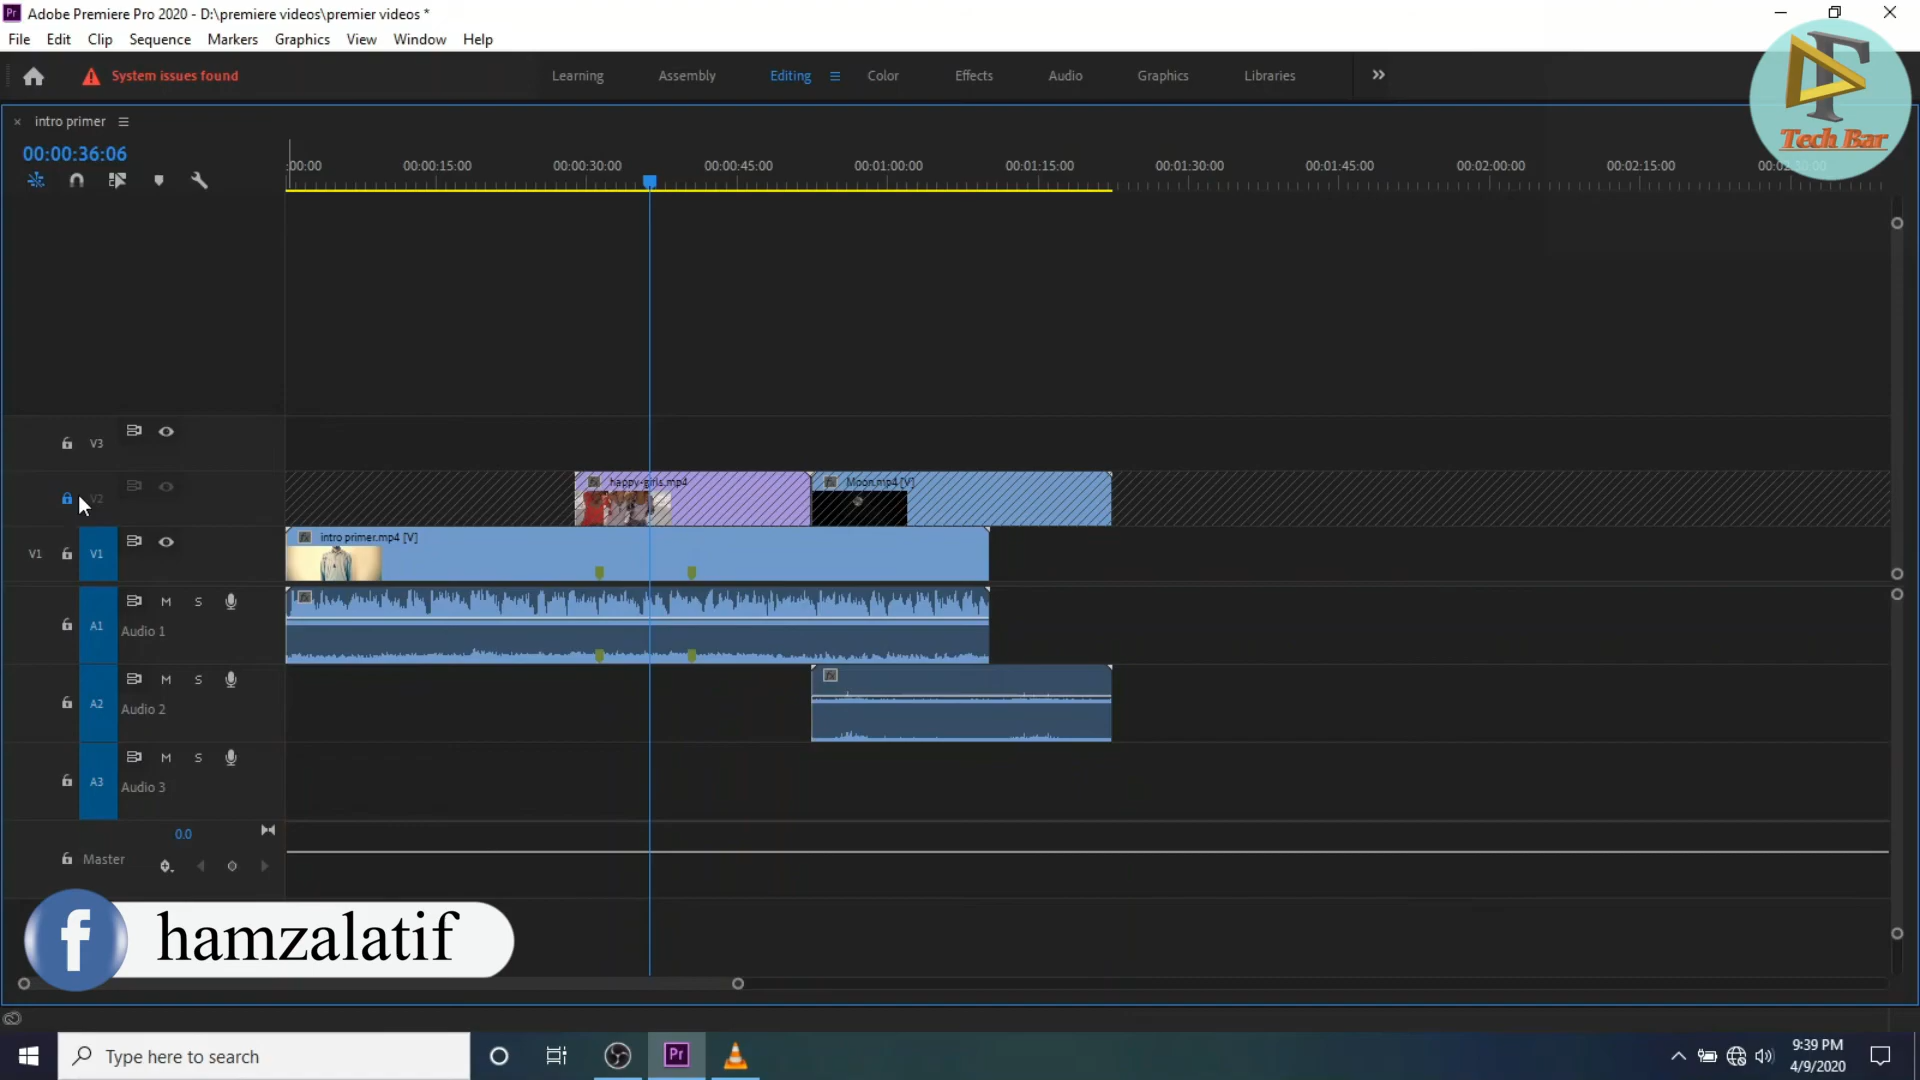 Adobe Premiere Pro 2020 - D:\premiere videos\premier videos *
File Edit Clip Sequence Markers Graphics View Window Help
System issues found
Learning Assembly Editing Color Effects Audio Graphics Libraries
Tech Bar
intro primer
00:00:36:06
:00:00 00:00:15:00 00:00:30:00 00:00:45:00 00:01:00:00 00:01:15:00 00:01:30:00 00:01:45:00 00:02:00:00 00:02:15:00
V3
V2
happy-girls.mp4
Moon.mp4 [V]
V1 V1
intro primer.mp4 [V]
A1 M S
Audio 1
A2 M S
Audio 2
A3 M S
Audio 3
0.0
Master
f hamzalatif
Type here to search
Pr
9:39 PM
4/9/2020